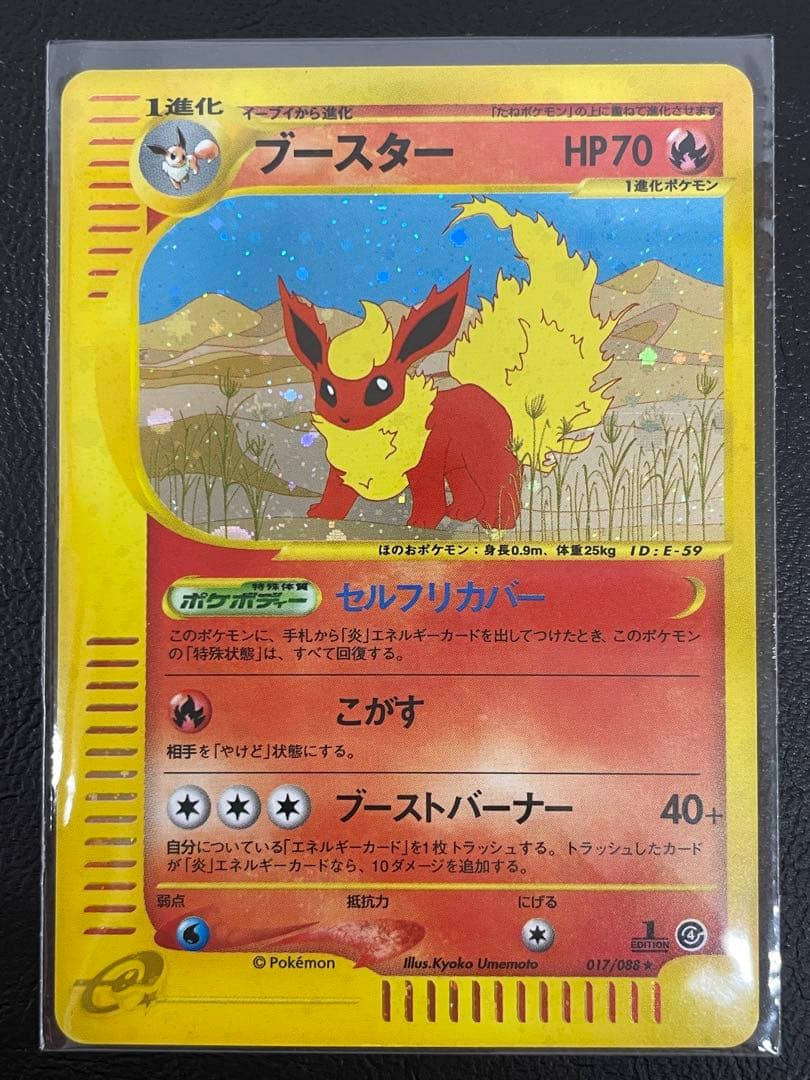 1進化
イーブイから進化
「たねポケモン」の上に重ねて進化させます。
ブースター
HP70
1進化ポケモン
ほのおポケモン：身長0.9m、体重25kg ID:E-59
特殊体質
ポケボディー
セルフリカバー
このポケモンに、手札から「炎」エネルギーカードを出してつけたとき、このポケモン
の「特殊状態」は、すべて回復する。
こがす
相手を「やけど」状態にする。
ブーストバーナー 40+
自分についている「エネルギーカード」を1枚トラッシュする。トラッシュしたカード
が「炎」エネルギーカードなら、10ダメージを追加する。
弱点 抵抗力 にげる
1
EDITION
4
e
©Pokémon
Illus.Kyoko Umemoto
017/088★